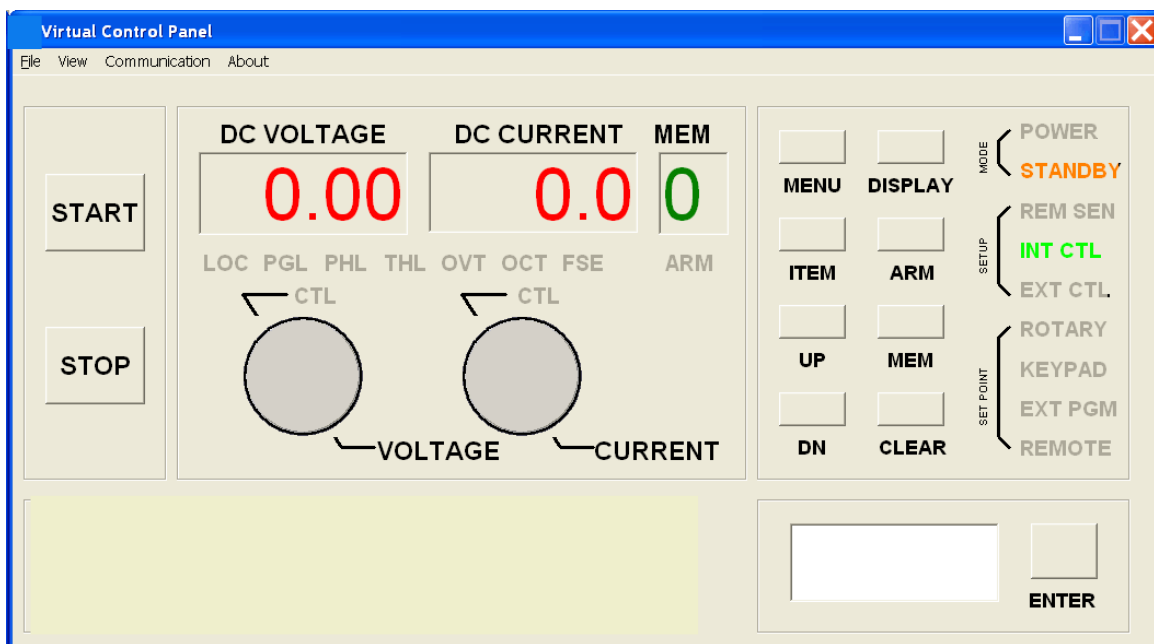 Virtual Control Panel
File View Communication About
START
STOP
DC VOLTAGE DC CURRENT MEM
0.00 0.0 0
LOC PGL PHL THL OVT OCT FSE ARM
CTL CTL
VOLTAGE CURRENT
MENU DISPLAY
ITEM ARM
UP MEM
DN CLEAR
MODE
POWER
STANDBY
SETUP
REM SEN
INT CTL
EXT CTL
SET POINT
ROTARY
KEYPAD
EXT PGM
REMOTE
ENTER